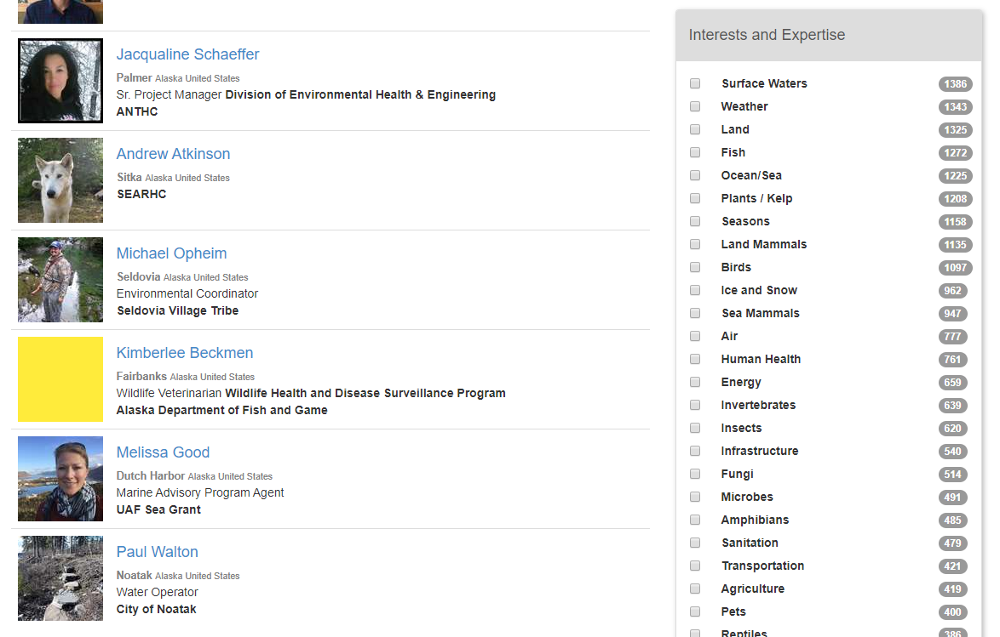 Jacqualine Schaeffer
Palmer Alaska United States
Sr. Project Manager Division of Environmental Health & Engineering
ANTHC
Andrew Atkinson
Sitka Alaska United States
SEARHC
Michael Opheim
Seldovia Alaska United States
Environmental Coordinator
Seldovia Village Tribe
Kimberlee Beckmen
Fairbanks Alaska United States
Wildlife Veterinarian Wildlife Health and Disease Surveillance Program
Alaska Department of Fish and Game
Melissa Good
Dutch Harbor Alaska United States
Marine Advisory Program Agent
UAF Sea Grant
Paul Walton
Noatak Alaska United States
Water Operator
City of Noatak
Interests and Expertise
Surface Waters 1386
Weather 1343
Land 1325
Fish 1272
Ocean/Sea 1225
Plants / Kelp 1208
Seasons 1158
Land Mammals 1135
Birds 1097
Ice and Snow 962
Sea Mammals 947
Air 777
Human Health 761
Energy 659
Invertebrates 639
Insects 620
Infrastructure 540
Fungi 514
Microbes 491
Amphibians 485
Sanitation 479
Transportation 421
Agriculture 419
Pets 400
Reptiles 386